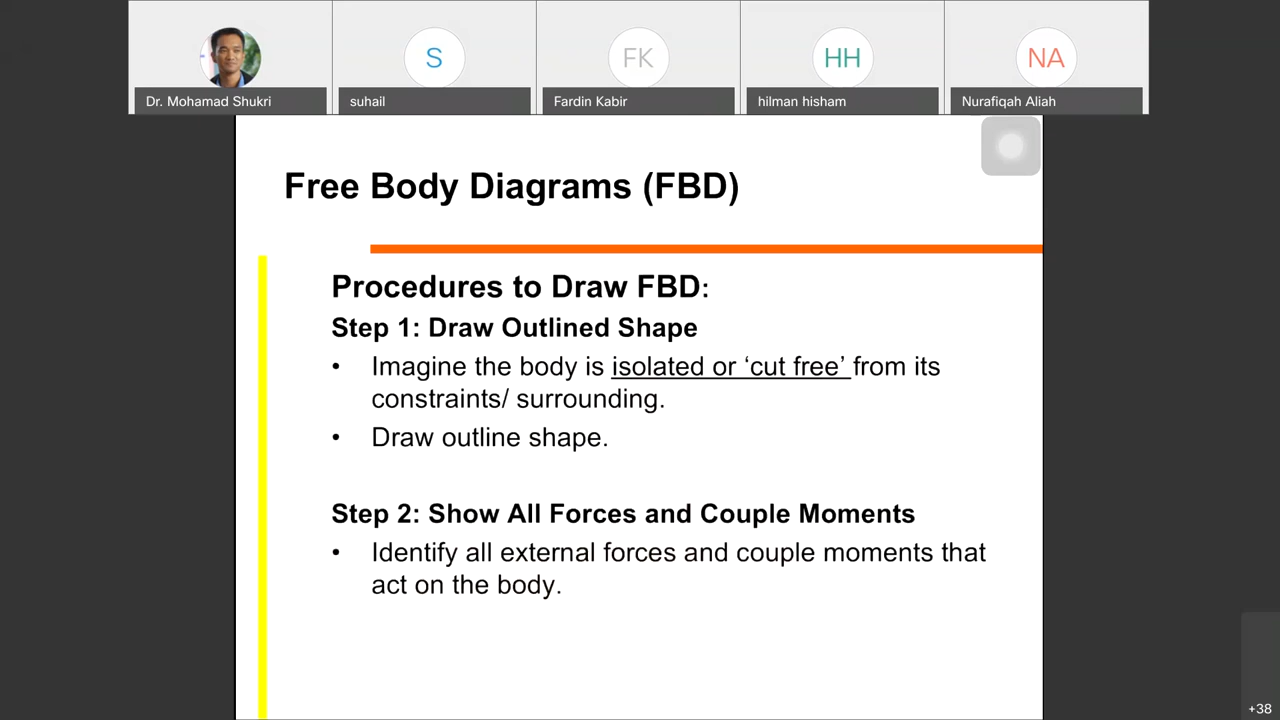 S
FK
HH
NA
Dr. Mohamad Shukri
suhail
Fardin Kabir
hilman hisham
Nurafiqah Aliah
Free Body Diagrams (FBD)
Procedures to Draw FBD:
Step 1: Draw Outlined Shape
• Imagine the body is isolated or ‘cut free’ from its
constraints/ surrounding.
• Draw outline shape.
Step 2: Show All Forces and Couple Moments
• Identify all external forces and couple moments that
act on the body.
+38